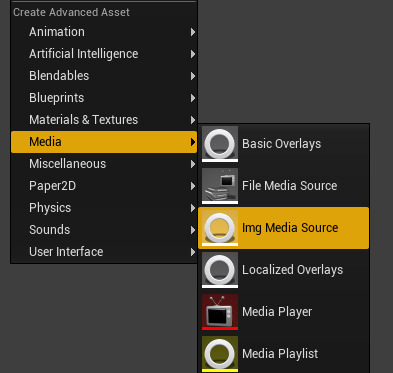 Create Advanced Asset
Animation
Artificial Intelligence
Blendables
Blueprints
Materials & Textures
Media
Miscellaneous
Paper2D
Physics
Sounds
User Interface
Basic Overlays
File Media Source
Img Media Source
Localized Overlays
Media Player
Media Playlist